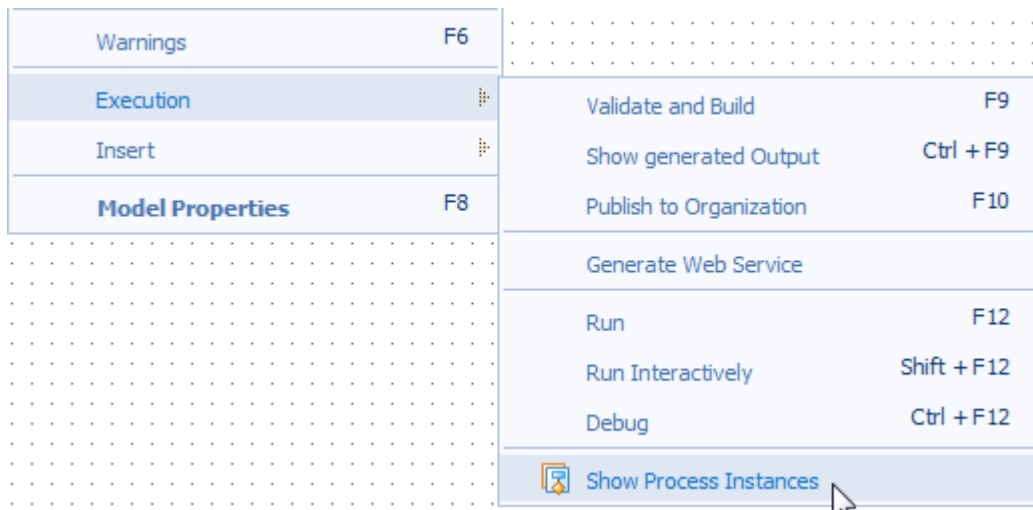 Warnings F6
Execution
Insert
Model Properties F8
Validate and Build F9
Show generated Output Ctrl + F9
Publish to Organization F10
Generate Web Service
Run F12
Run Interactively Shift + F12
Debug Ctrl + F12
Show Process Instances